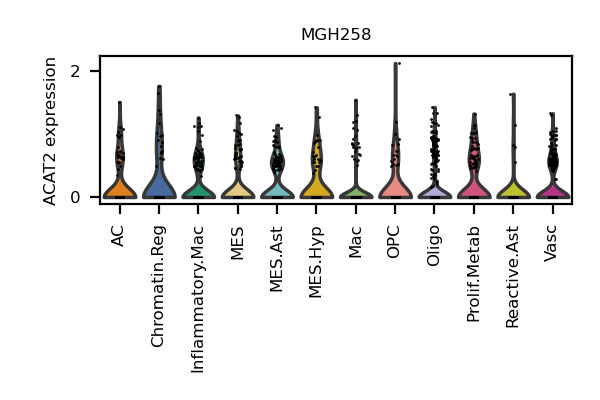 MGH258
ACAT2 expression
2
0
AC
Chromatin.Reg
Inflammatory.Mac
MES
MES.Ast
MES.Hyp
Mac
OPC
Oligo
Prolif.Metab
Reactive.Ast
Vasc